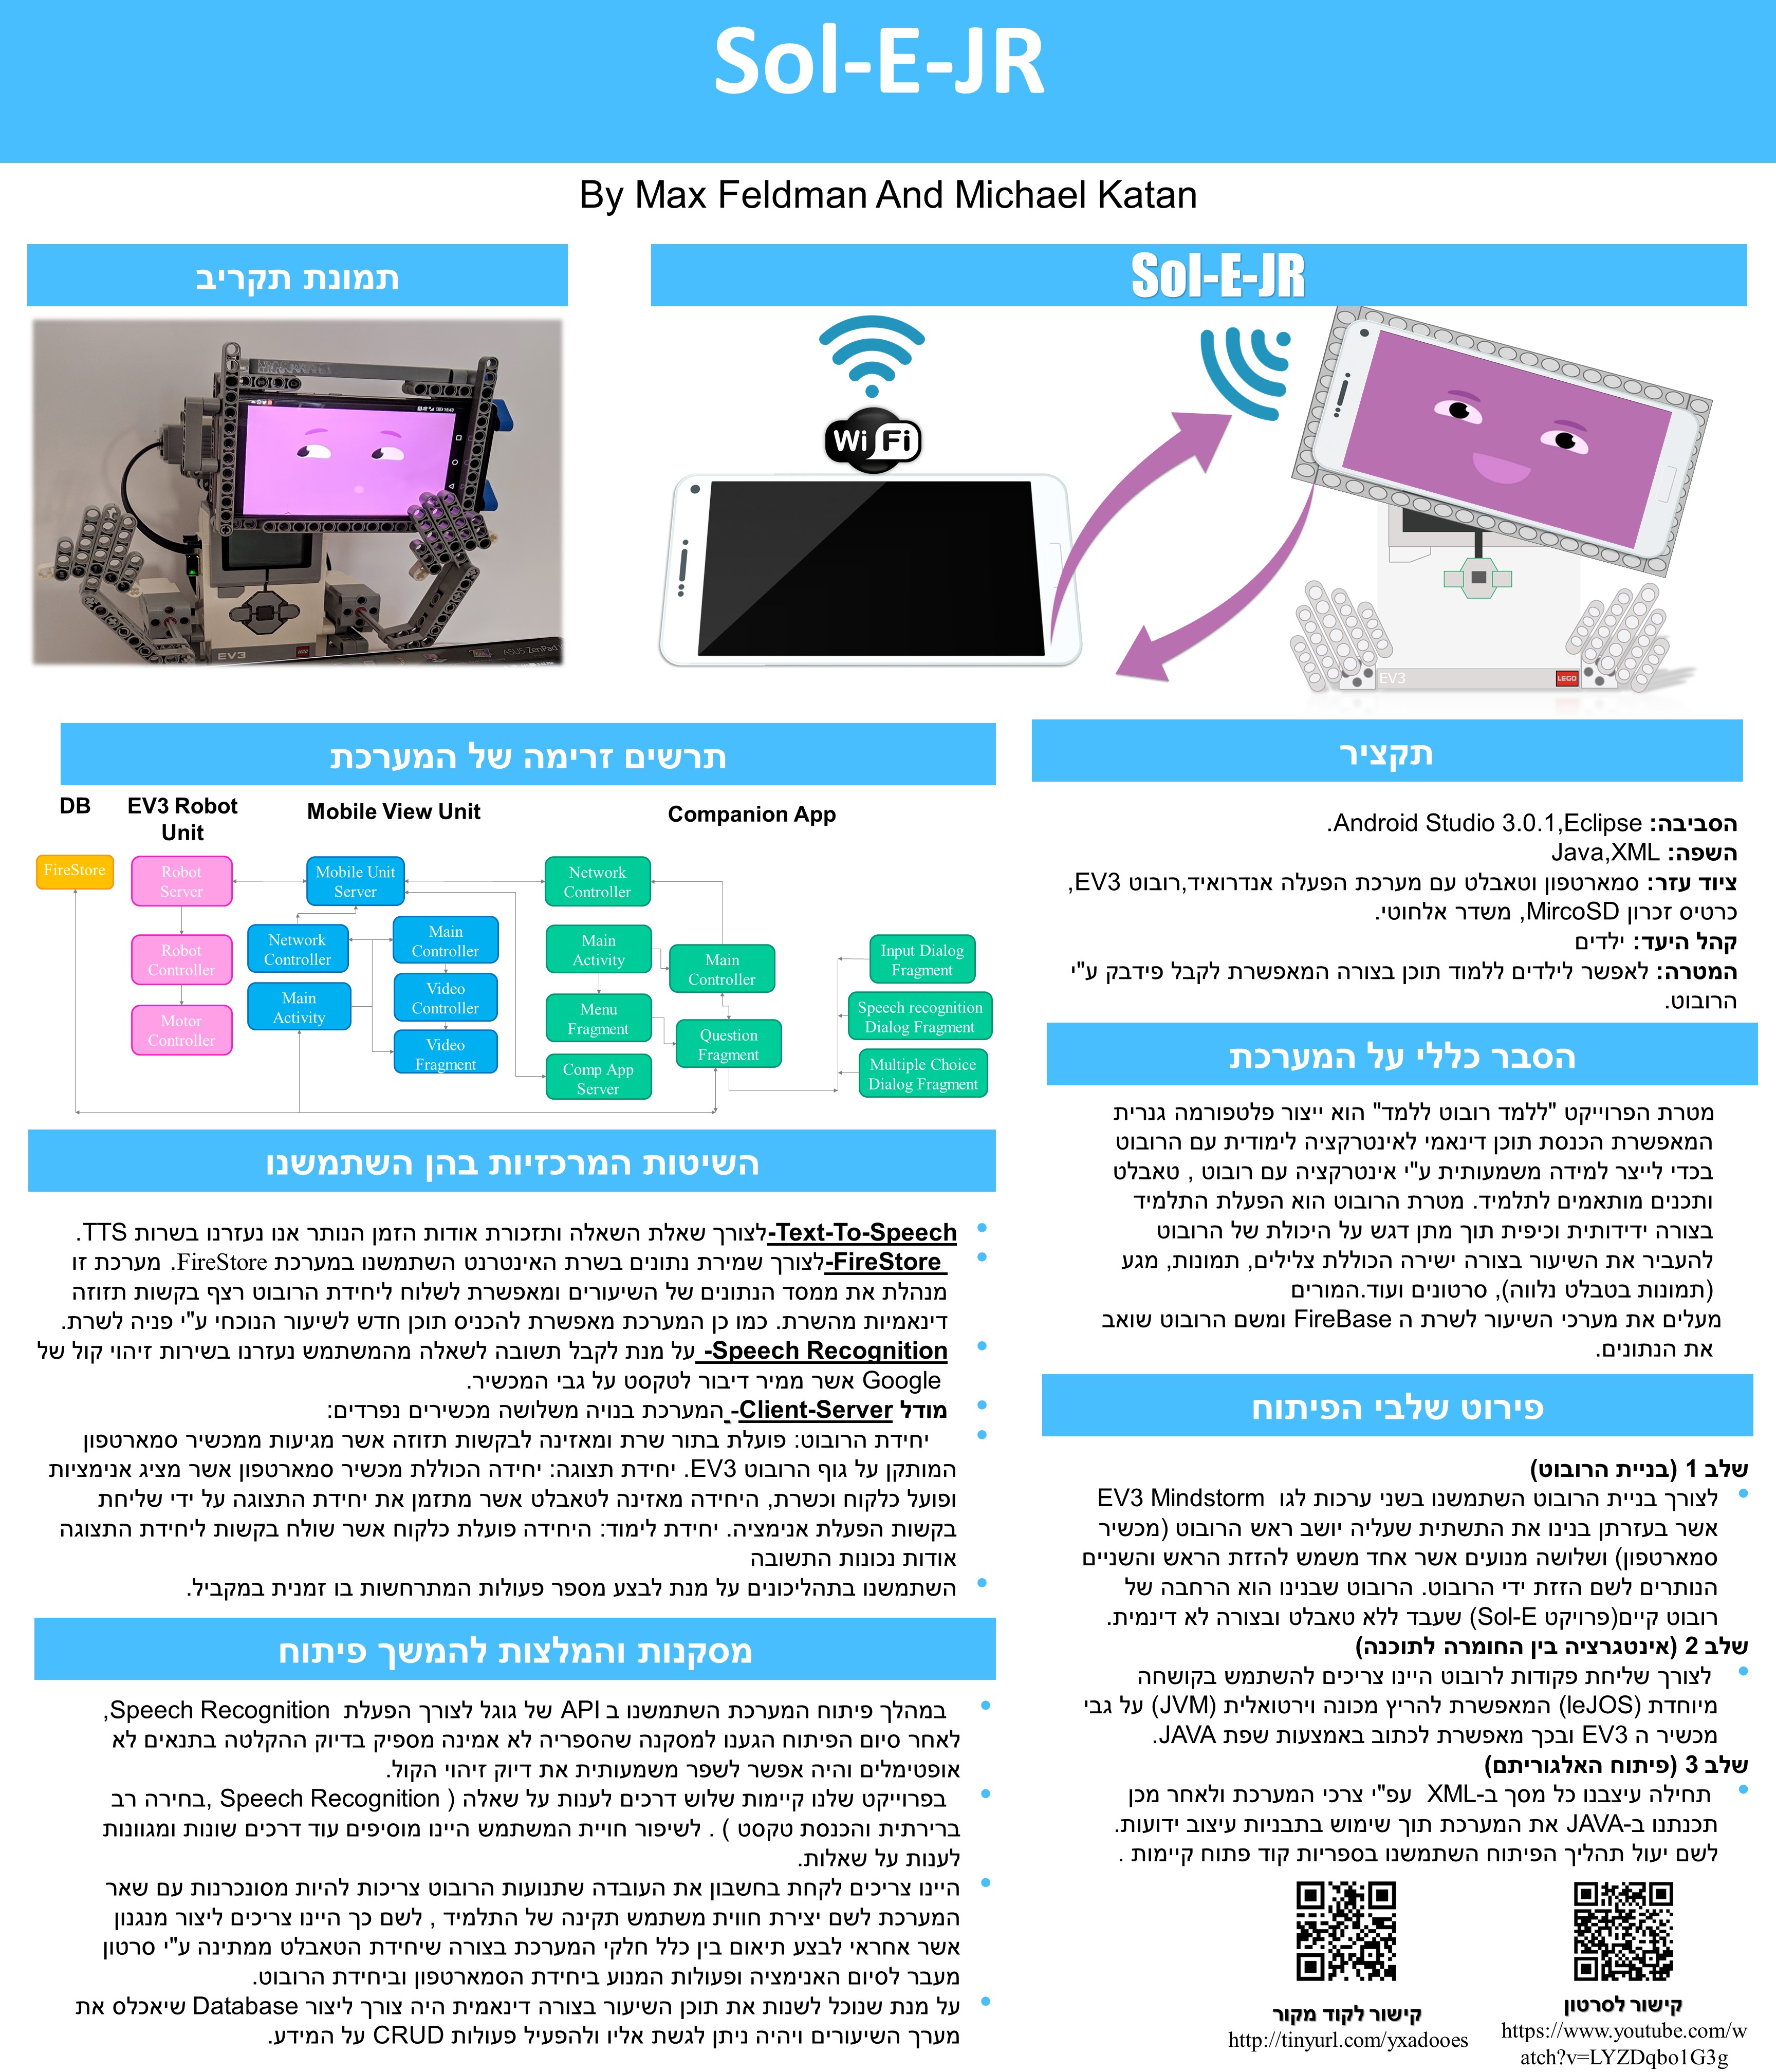 Sol-E-JR
By Max Feldman And Michael Katan
Sol-E-JR
Wi Fi
EV3
LEGO
תמונת תקריב
EV3
ASUS ZenPad
תקציר
הסביבה: Android Studio 3.0.1,Eclipse.
השפה: Java,XML
ציוד עזר: סמארטפון וטאבלט עם מערכת הפעלה אנדרואיד,רובוט EV3,
כרטיס זכרון MircoSD, משדר אלחוטי.
קהל היעד: ילדים
המטרה: לאפשר לילדים ללמוד תוכן בצורה המאפשרת לקבל פידבק ע"י
הרובוט.
הסבר כללי על המערכת
מטרת הפרוייקט "ללמד רובוט ללמד" הוא ייצור פלטפורמה גנרית
המאפשרת הכנסת תוכן דינאמי לאינטרקציה לימודית עם הרובוט
בכדי לייצר למידה משמעותית ע"י אינטרקציה עם רובוט , טאבלט
ותכנים מותאמים לתלמיד. מטרת הרובוט הוא הפעלת התלמיד
בצורה ידידותית וכיפית תוך מתן דגש על היכולת של הרובוט
להעביר את השיעור בצורה ישירה הכוללת צלילים, תמונות, מגע
(תמונות בטבלט נלווה), סרטונים ועוד.המורים
מעלים את מערכי השיעור לשרת ה FireBase ומשם הרובוט שואב
את הנתונים.
פירוט שלבי הפיתוח
שלב 1 (בניית הרובוט)
לצורך בניית הרובוט השתמשנו בשני ערכות לגו EV3 Mindstorm
אשר בעזרתן בנינו את התשתית שעליה יושב ראש הרובוט (מכשיר
סמארטפון) ושלושה מנועים אשר אחד משמש להזזת הראש והשניים
הנותרים לשם הזזת ידי הרובוט. הרובוט שבנינו הוא הרחבה של
רובוט קיים(פרויקט Sol-E) שעבד ללא טאבלט ובצורה לא דינמית.
שלב 2 (אינטגרציה בין החומרה לתוכנה)
לצורך שליחת פקודות לרובוט היינו צריכים להשתמש בקושחה
מיוחדת (leJOS) המאפשרת להריץ מכונה וירטואלית (JVM) על גבי
מכשיר ה EV3 ובכך מאפשרת לכתוב באמצעות שפת JAVA.
שלב 3 (פיתוח האלגוריתם)
תחילה עיצבנו כל מסך ב-XML עפ"י צרכי המערכת ולאחר מכן
תכנתנו ב-JAVA את המערכת תוך שימוש בתבניות עיצוב ידועות.
לשם יעול תהליך הפיתוח השתמשנו בספריות קוד פתוח קיימות .
קישור לסרטון
https://www.youtube.com/w
atch?v=LYZDqbo1G3g
קישור לקוד מקור
http://tinyurl.com/yxadooes
תרשים זרימה של המערכת
DB
EV3 Robot
Unit
Mobile View Unit
Companion App
FireStore
Robot
Server
Robot
Controller
Motor
Controller
Mobile Unit
Server
Network
Controller
Main
Activity
Main
Controller
Video
Controller
Video
Fragment
Network
Controller
Main
Activity
Menu
Fragment
Comp App
Server
Main
Controller
Question
Fragment
Input Dialog
Fragment
Speech recognition
Dialog Fragment
Multiple Choice
Dialog Fragment
השיטות המרכזיות בהן השתמשנו
Text-To-Speech-לצורך שאלת השאלה ותזכורת אודות הזמן הנותר אנו נעזרנו בשרות TTS.
FireStore-לצורך שמירת נתונים בשרת האינטרנט השתמשנו במערכת FireStore. מערכת זו
מנהלת את ממסד הנתונים של השיעורים ומאפשרת לשלוח ליחידת הרובוט רצף בקשות תזוזה
דינאמיות מהשרת. כמו כן המערכת מאפשרת להכניס תוכן חדש לשיעור הנוכחי ע"י פניה לשרת.
Speech Recognition- על מנת לקבל תשובה לשאלה מהמשתמש נעזרנו בשירות זיהוי קול של
Google אשר ממיר דיבור לטקסט על גבי המכשיר.
מודל Client-Server- המערכת בנויה משלושה מכשירים נפרדים:
יחידת הרובוט: פועלת בתור שרת ומאזינה לבקשות תזוזה אשר מגיעות ממכשיר סמארטפון
המותקן על גוף הרובוט EV3. יחידת תצוגה: יחידה הכוללת מכשיר סמארטפון אשר מציג אנימציות
ופועל כלקוח וכשרת, היחידה מאזינה לטאבלט אשר מתזמן את יחידת התצוגה על ידי שליחת
בקשות הפעלת אנימציה. יחידת לימוד: היחידה פועלת כלקוח אשר שולח בקשות ליחידת התצוגה
אודות נכונות התשובה
השתמשנו בתהליכונים על מנת לבצע מספר פעולות המתרחשות בו זמנית במקביל.
מסקנות והמלצות להמשך פיתוח
במהלך פיתוח המערכת השתמשנו ב API של גוגל לצורך הפעלת Speech Recognition,
לאחר סיום הפיתוח הגענו למסקנה שהספריה לא אמינה מספיק בדיוק ההקלטה בתנאים לא
אופטימלים והיה אפשר לשפר משמעותית את דיוק זיהוי הקול.
בפרוייקט שלנו קיימות שלוש דרכים לענות על שאלה ( Speech Recognition ,בחירה רב
ברירתית והכנסת טקסט ) . לשיפור חויית המשתמש היינו מוסיפים עוד דרכים שונות ומגוונות
לענות על שאלות.
היינו צריכים לקחת בחשבון את העובדה שתנועות הרובוט צריכות להיות מסונכרנות עם שאר
המערכת לשם יצירת חווית משתמש תקינה של התלמיד , לשם כך היינו צריכים ליצור מנגנון
אשר אחראי לבצע תיאום בין כלל חלקי המערכת בצורה שיחידת הטאבלט ממתינה ע"י סרטון
מעבר לסיום האנימציה ופעולות המנוע ביחידת הסמארטפון וביחידת הרובוט.
על מנת שנוכל לשנות את תוכן השיעור בצורה דינאמית היה צורך ליצור Database שיאכלס את
מערך השיעורים ויהיה ניתן לגשת אליו ולהפעיל פעולות CRUD על המידע.